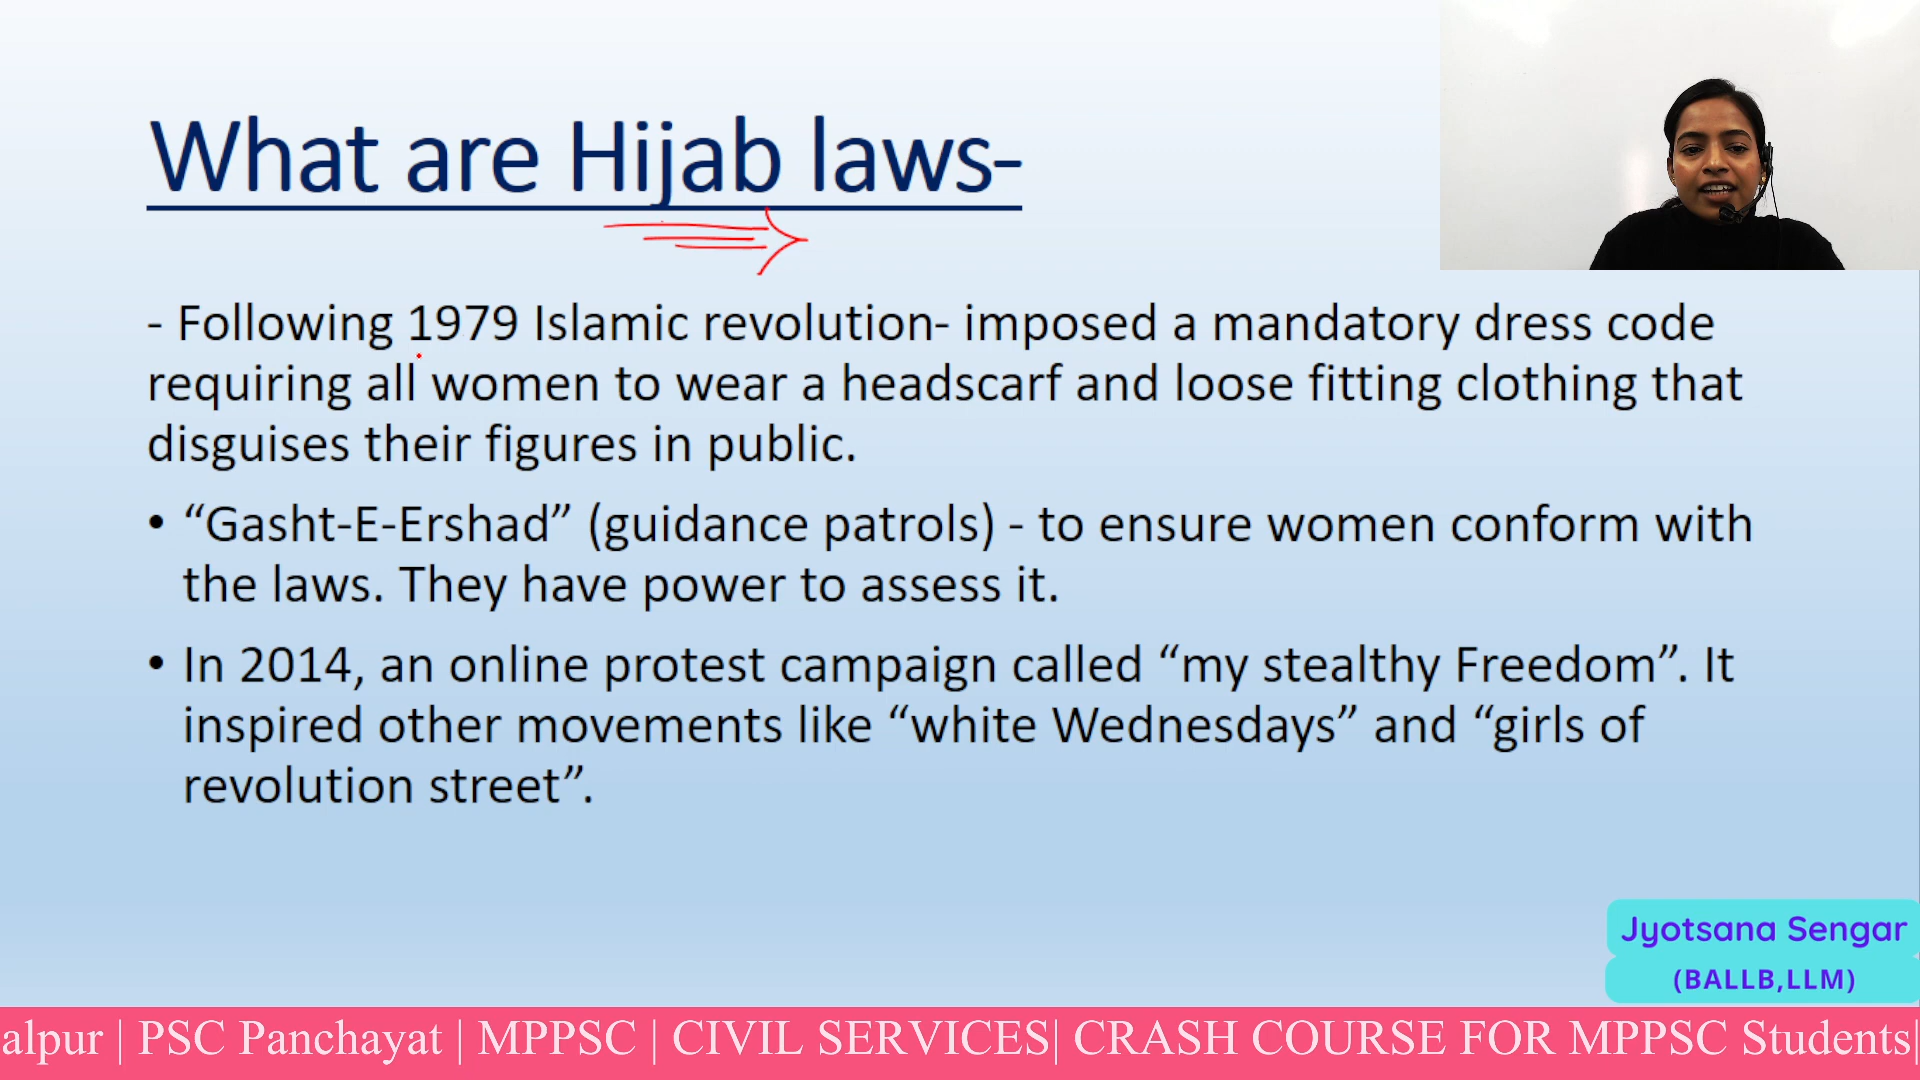 What are Hijab laws-
- Following 1979 Islamic revolution- imposed a mandatory dress code
requiring all women to wear a headscarf and loose fitting clothing that
disguises their figures in public.
• “Gasht-E-Ershad” (guidance patrols) - to ensure women conform with
the laws. They have power to assess it.
• In 2014, an online protest campaign called “my stealthy Freedom”. It
inspired other movements like “white Wednesdays” and “girls of
revolution street”.
Jyotsana Sengar
(BALLB,LLM)
alpur | PSC Panchayat | MPPSC | CIVIL SERVICES| CRASH COURSE FOR MPPSC Students|